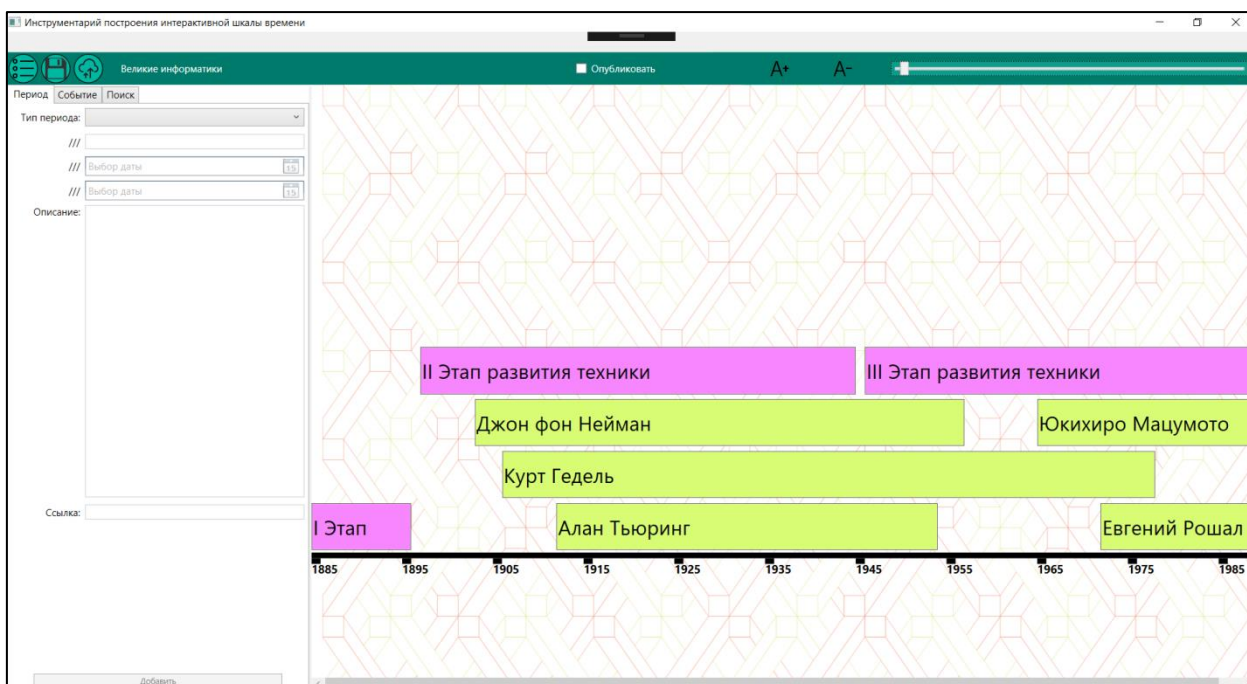 Инструментарий построения интерактивной шкалы времени
Великие информатики
Опубликовать
A+
A-
Период
Событие
Поиск
Тип периода:
///
///
Выбор даты
15
///
Выбор даты
15
Описание:
Ссылка:
Добавить
II Этап развития техники
III Этап развития техники
Джон фон Нейман
Юкихиро Мацумото
Курт Гедель
I Этап
Алан Тьюринг
Евгений Рошал
1885 1895 1905 1915 1925 1935 1945 1955 1965 1975 1985